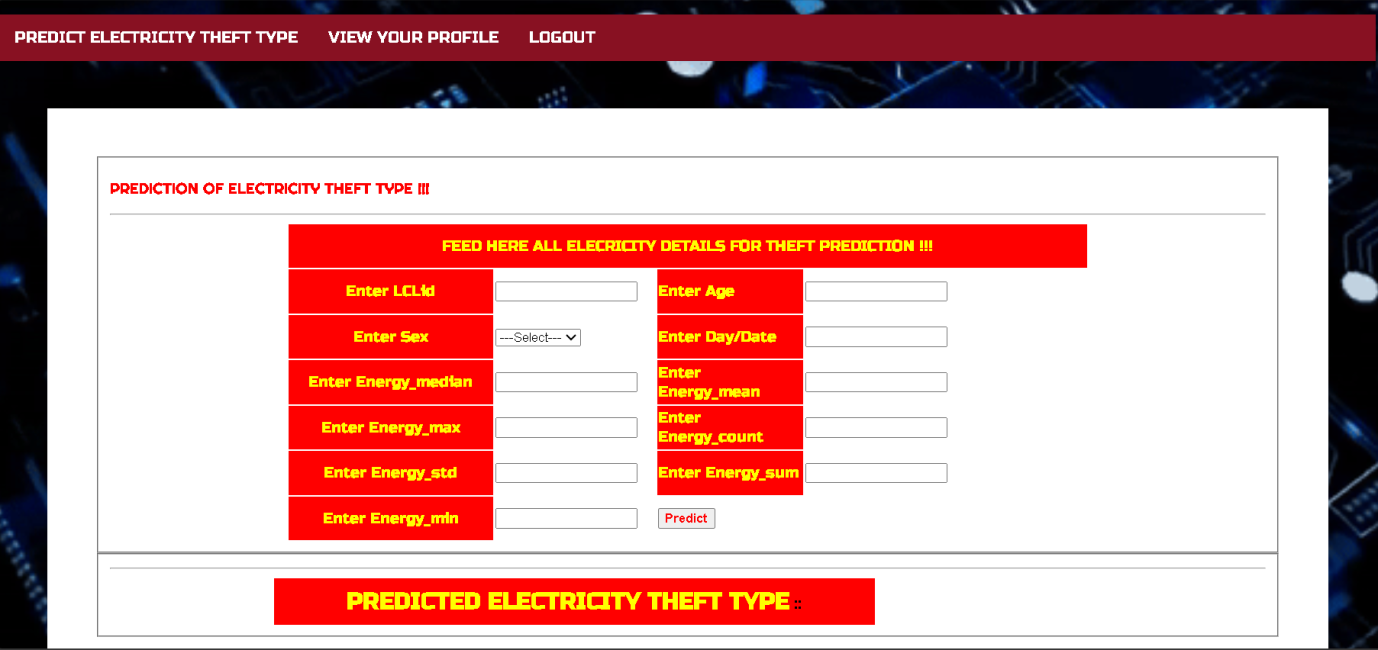 PREDICT ELECTRICITY THEFT TYPE VIEW YOUR PROFILE LOGOUT
PREDICTION OF ELECTRICITY THEFT TYPE !!!
FEED HERE ALL ELECRICITY DETAILS FOR THEFT PREDICTION !!!
Enter LCLid Enter Age
Enter Sex ---Select--- Enter Day/Date
Enter Energy_median Enter
Energy_mean
Enter Energy_max Enter
Energy_count
Enter Energy_std Enter Energy_sum
Enter Energy_min Predict
PREDICTED ELECTRICITY THEFT TYPE ::